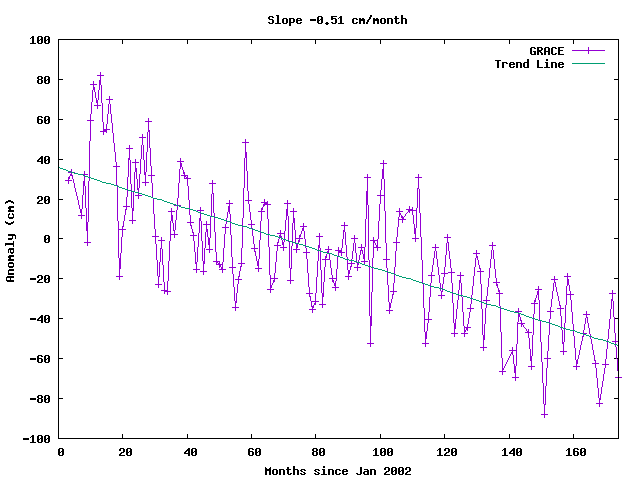 Slope -0.51 cm/month
GRACE
Trend Line
100
80
60
40
20
0
-20
-40
-60
-80
-100
Anomaly (cm)
0 20 40 60 80 100 120 140 160
Months since Jan 2002